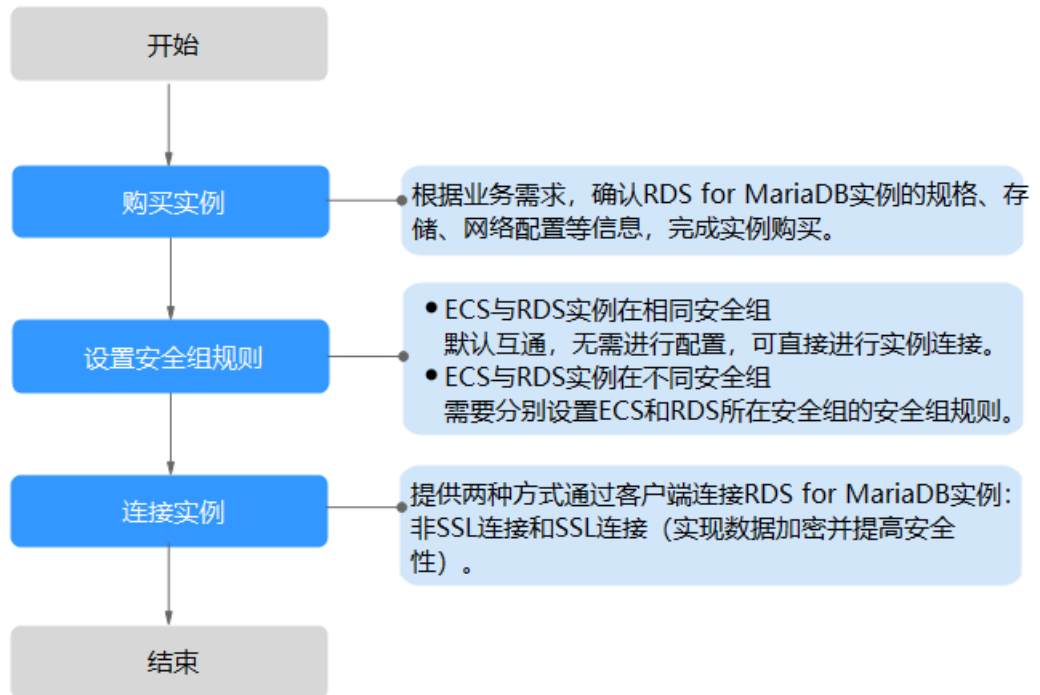 开始
购买实例
根据业务需求，确认RDS for MariaDB实例的规格、存
储、网络配置等信息，完成实例购买。
设置安全组规则
● ECS与RDS实例在相同安全组
默认互通，无需进行配置，可直接进行实例连接。
● ECS与RDS实例在不同安全组
需要分别设置ECS和RDS所在安全组的安全组规则。
连接实例
提供两种方式通过客户端连接RDS for MariaDB实例：
非SSL连接和SSL连接（实现数据加密并提高安全
性）。
结束